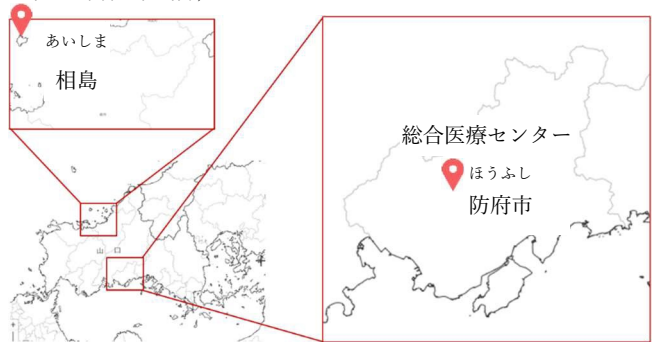 あいしま
相島
総合医療センター
ほうふし
防府市
山 口